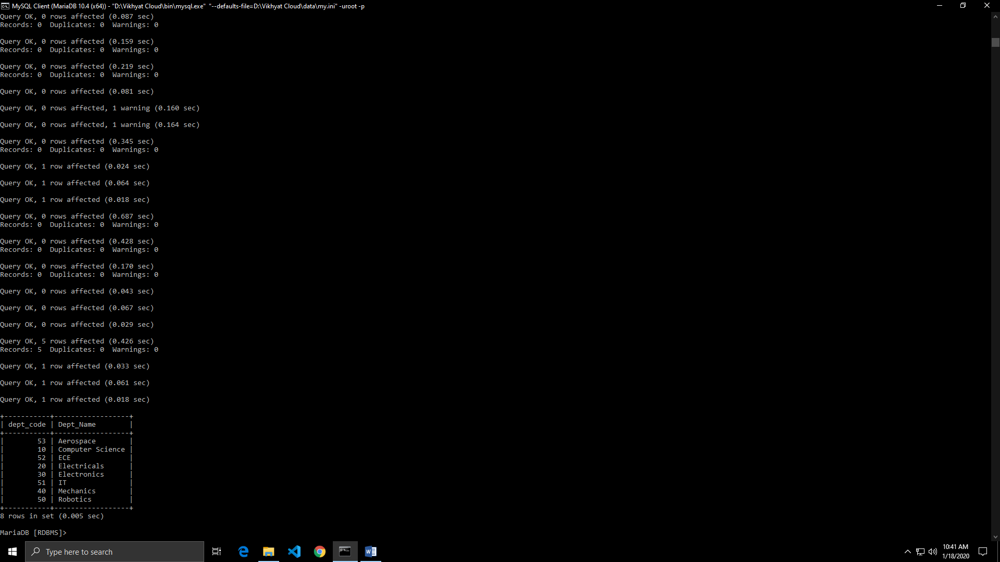 MySQL Client (MariaDB 10.4 (x64)) - "D:\Vikhyat Cloud\bin\mysql.exe"  "--defaults-file=D:\Vikhyat Cloud\data\my.ini" -uroot -p
Query OK, 0 rows affected (0.087 sec)
Records: 0  Duplicates: 0  Warnings: 0
Query OK, 0 rows affected (0.159 sec)
Records: 0  Duplicates: 0  Warnings: 0
Query OK, 0 rows affected (0.219 sec)
Records: 0  Duplicates: 0  Warnings: 0
Query OK, 0 rows affected (0.081 sec)
Query OK, 0 rows affected, 1 warning (0.160 sec)
Query OK, 0 rows affected, 1 warning (0.164 sec)
Query OK, 0 rows affected (0.345 sec)
Records: 0  Duplicates: 0  Warnings: 0
Query OK, 1 row affected (0.024 sec)
Query OK, 1 row affected (0.064 sec)
Query OK, 1 row affected (0.018 sec)
Query OK, 0 rows affected (0.687 sec)
Records: 0  Duplicates: 0  Warnings: 0
Query OK, 0 rows affected (0.428 sec)
Records: 0  Duplicates: 0  Warnings: 0
Query OK, 0 rows affected (0.170 sec)
Records: 0  Duplicates: 0  Warnings: 0
Query OK, 0 rows affected (0.043 sec)
Query OK, 0 rows affected (0.067 sec)
Query OK, 0 rows affected (0.029 sec)
Query OK, 5 rows affected (0.426 sec)
Records: 5  Duplicates: 0  Warnings: 0
Query OK, 1 row affected (0.033 sec)
Query OK, 1 row affected (0.061 sec)
Query OK, 1 row affected (0.018 sec)
+-----------+------------------+
| dept_code | Dept_Name        |
+-----------+------------------+
|        53 | Aerospace        |
|        10 | Computer Science |
|        52 | ECE              |
|        20 | Electricals      |
|        30 | Electronics      |
|        51 | IT               |
|        40 | Mechanics        |
|        50 | Robotics         |
+-----------+------------------+
8 rows in set (0.005 sec)
MariaDB [RDBMS]>
Type here to search
10:41 AM
1/18/2020